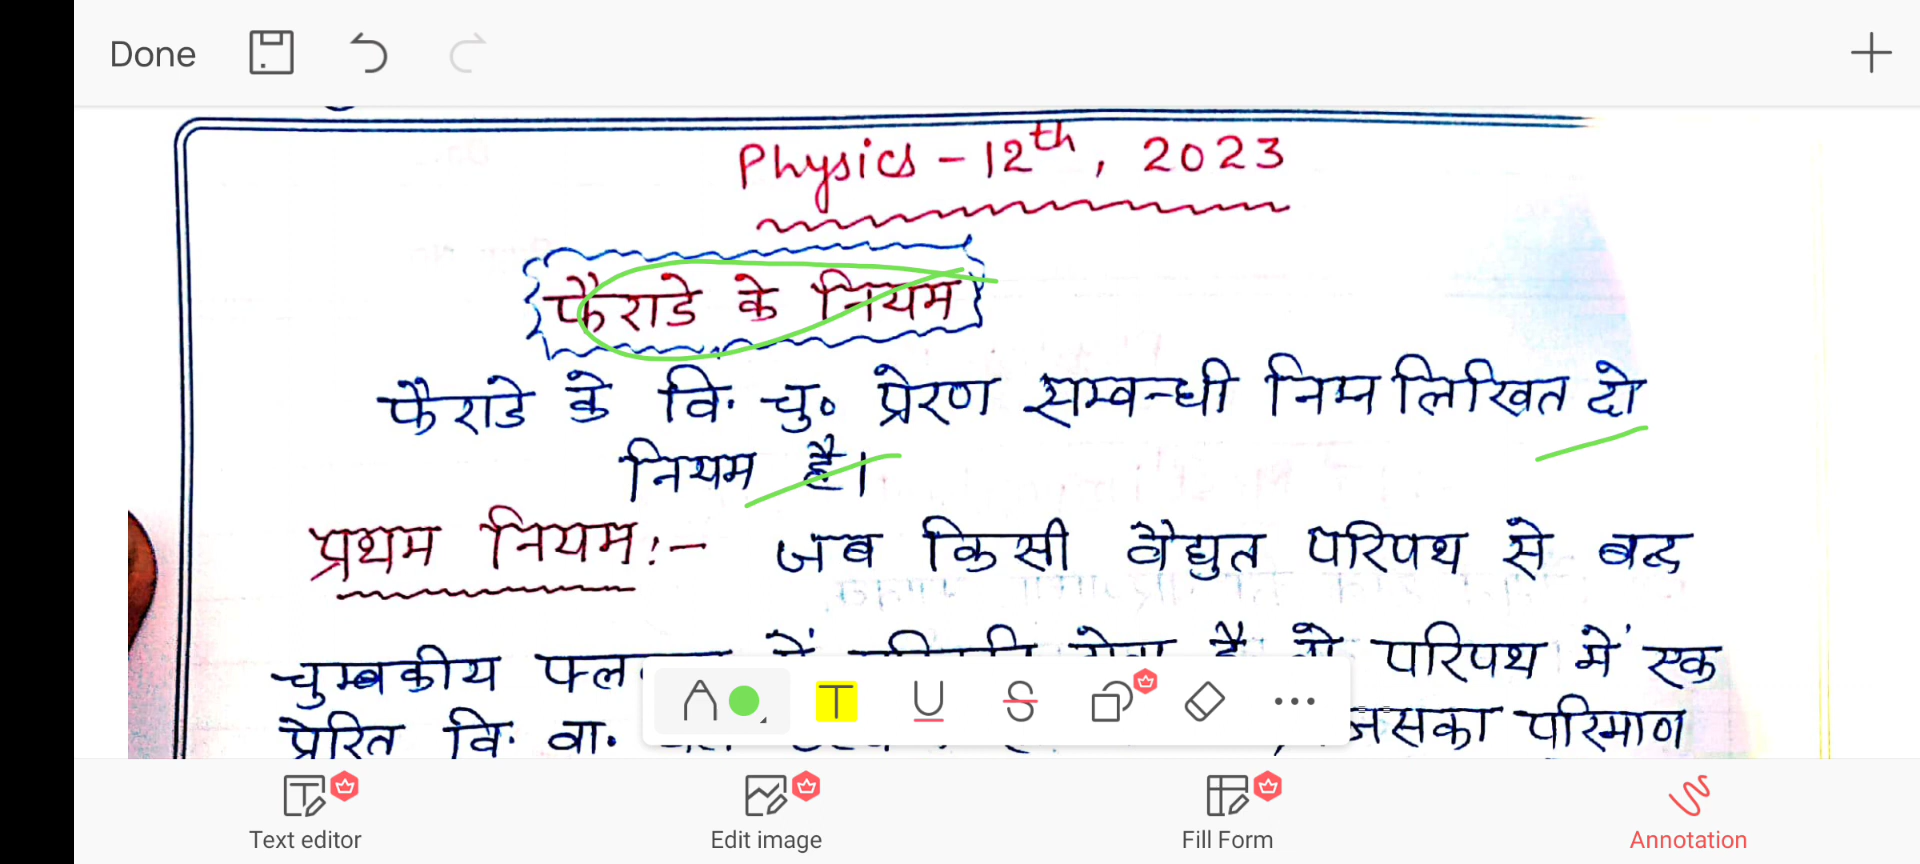 Done
Physics - 12th, 2023
फैराडे के नियम
फैराडे के वि. चु० प्रेरण सम्बन्धी निम्न लिखित दो
नियम है।
प्रथम नियम:- जब किसी वैद्युत परिपथ से बद्ध
चुम्बकीय में है तो परिपथ में एक
प्रेरित वि. वा. जिसका परिमाण
Text editor
Edit image
Fill Form
Annotation